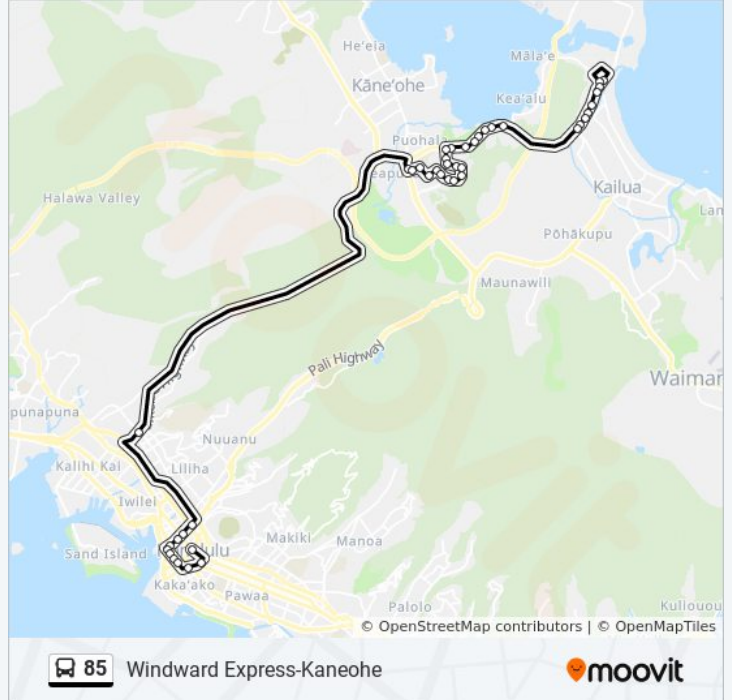 He'eia
Māla'e
Kāne'ohe
Kea'alu
Puohala
Halawa Valley
Kailua
Pōhākupu
Maunawili
Pali Highway
Waimar
punapuna
Nuuanu
Kalihi Kai
Liliha
Iwilei
Makiki
Manoa
Sand Island
Kaka'ako
Pawaa
Palolo
Kuliouou
© OpenStreetMap contributors | © OpenMapTiles
85 Windward Express-Kaneohe
moovit